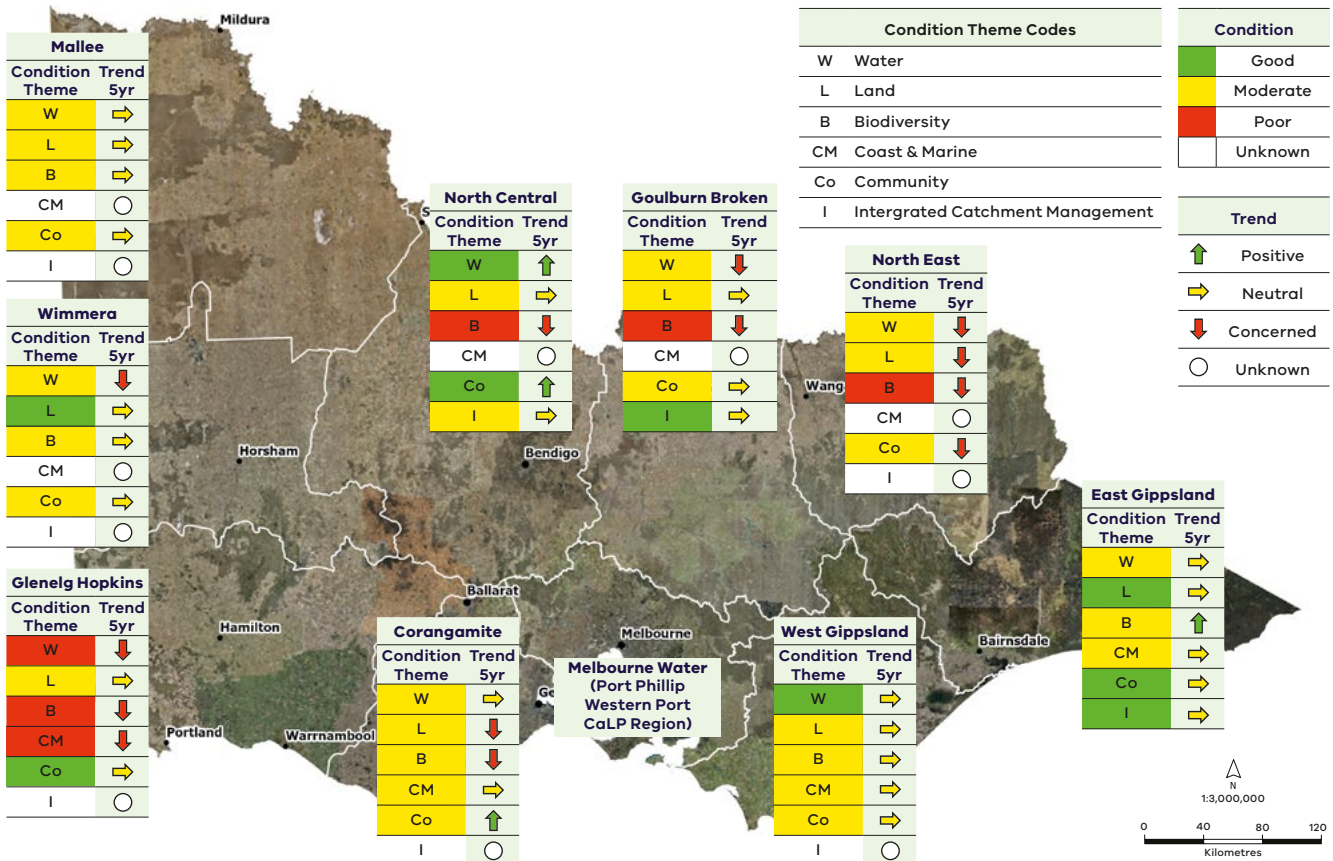 Mildura
Mallee
Condition Theme Trend 5yr
W
L
B
CM
Co
I
Wimmera
Condition Theme Trend 5yr
W
L
B
CM
Co
I
Glenelg Hopkins
Condition Theme Trend 5yr
W
L
B
CM
Co
I
North Central
Condition Theme Trend 5yr
W
L
B
CM
Co
I
Goulburn Broken
Condition Theme Trend 5yr
W
L
B
CM
Co
I
North East
Condition Theme Trend 5yr
W
L
B
CM
Co
I
East Gippsland
Condition Theme Trend 5yr
W
L
B
CM
Co
I
Corangamite
Condition Theme Trend 5yr
W
L
B
CM
Co
I
West Gippsland
Condition Theme Trend 5yr
W
L
B
CM
Co
I
Melbourne Water
(Port Phillip
Western Port
CaLP Region)
S
Horsham
Bendigo
Wang
Ballarat
Hamilton
Melbourne
Ge
Bairnsdale
Portland
Warrnambool
Condition Theme Codes
W Water
L Land
B Biodiversity
CM Coast & Marine
Co Community
I Intergrated Catchment Management
Condition
Good
Moderate
Poor
Unknown
Trend
Positive
Neutral
Concerned
Unknown
N
1:3,000,000
0 40 80 120
Kilometres